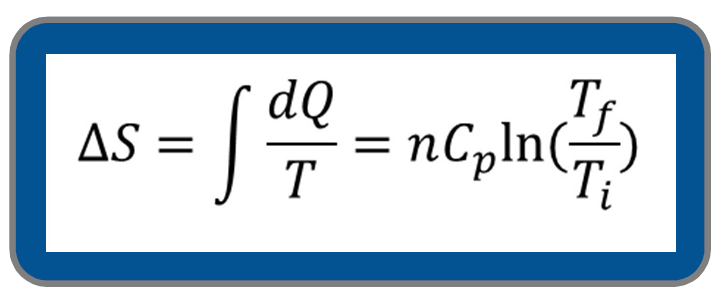 ΔS = ∫ dQ/T = nC_p ln(T_f/T_i)